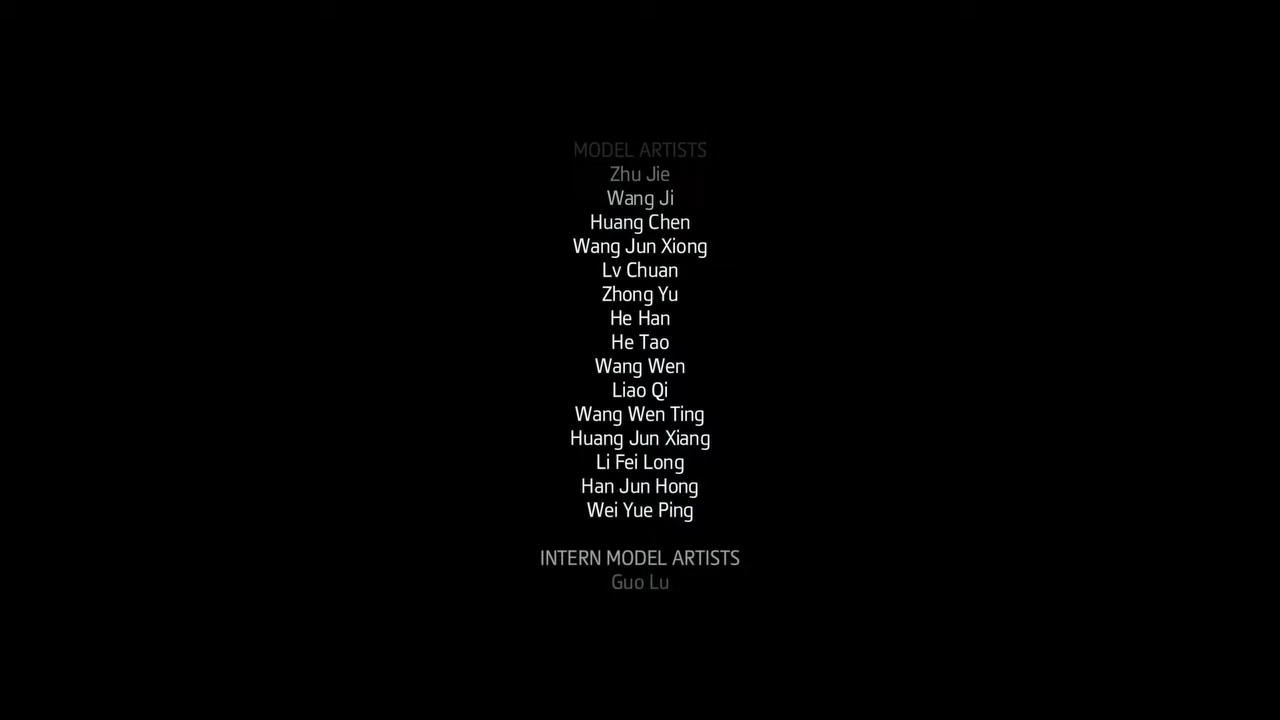 MODEL ARTISTS
Zhu Jie
Wang Ji
Huang Chen
Wang Jun Xiong
Lv Chuan
Zhong Yu
He Han
He Tao
Wang Wen
Liao Qi
Wang Wen Ting
Huang Jun Xiang
Li Fei Long
Han Jun Hong
Wei Yue Ping
INTERN MODEL ARTISTS
Guo Lu